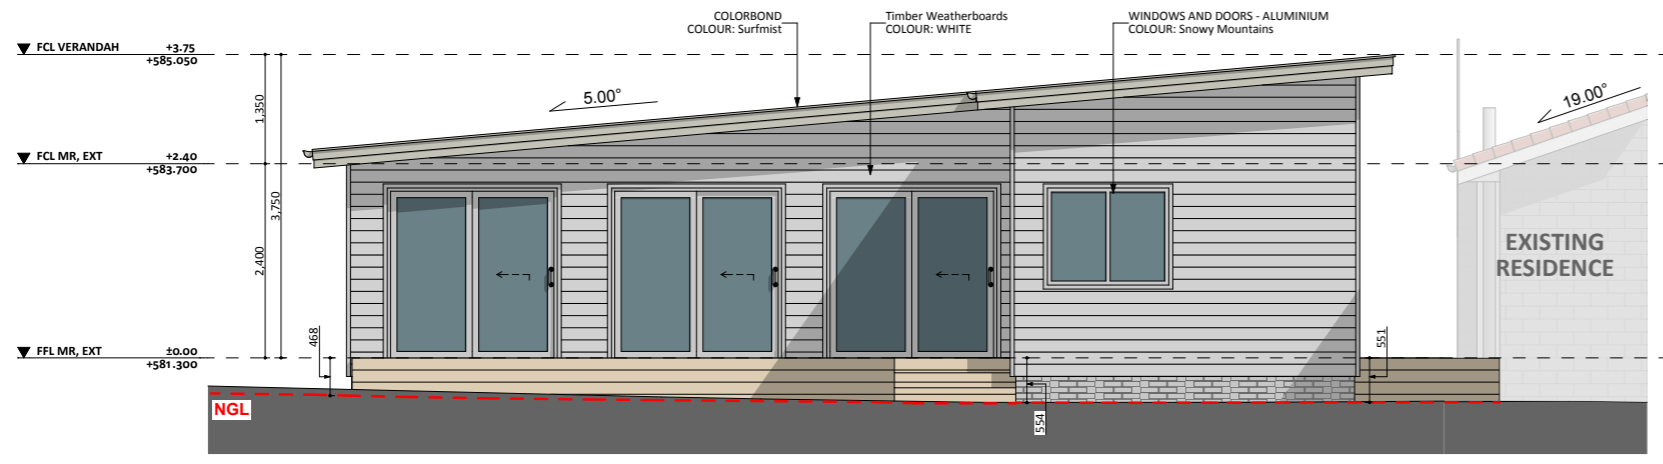 COLORBOND
COLOUR: Surfmist
Timber Weatherboards
COLOUR: WHITE
WINDOWS AND DOORS - ALUMINIUM
COLOUR: Snowy Mountains
FCL VERANDAH +3.75
+585.050
5.00°
19.00°
1,350
FCL MR, EXT +2.40
+583.700
3,750
2,400
EXISTING
RESIDENCE
468
551
FFL MR, EXT ±0.00
+581.300
NGL
554